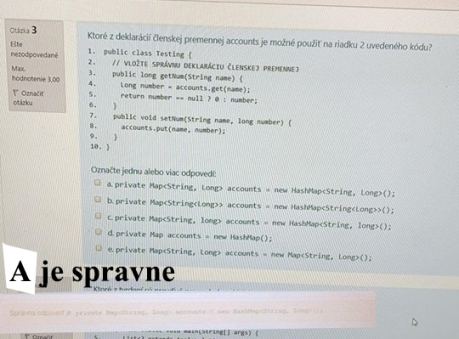 Otázka 3
Ešte
nezodpovedané
Max.
hodnotenie 3,00
Označiť
otázku
Ktoré z deklarácií členskej premennej accounts je možné použiť na riadku 2 uvedeného kódu?
1. public class Testing {
2. // VLOŽTE SPRÁVNU DEKLARÁCIU ČLENSKEJ PREMENNEJ
3. public long getNum(String name) {
4. Long number = accounts.get(name);
5. return number == null ? 0 : number;
6. }
7. public void setNum(String name, long number) {
8. accounts.put(name, number);
9. }
10. }
Označte jednu alebo viac odpovedí:
a. private Map<String, Long> accounts = new HashMap<String, Long>();
b. private Map<String<Long>> accounts = new HashMap<String<Long>>();
c. private Map<String, long> accounts = new HashMap<String, long>();
d. private Map accounts = new HashMap();
e. private Map<String, Long> accounts = new Map<String, Long>();
A je spravne
Označiť